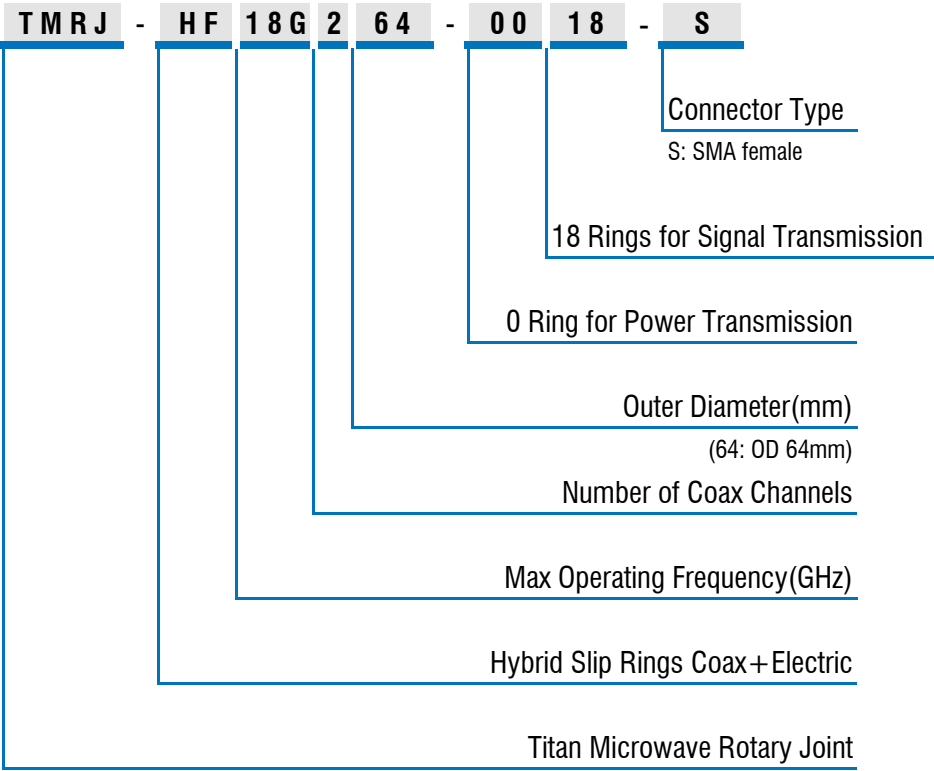 TMRJ - HF 18G 2 64 - 00 18 - S
Connector Type
S: SMA female
18 Rings for Signal Transmission
0 Ring for Power Transmission
Outer Diameter(mm)
(64: OD 64mm)
Number of Coax Channels
Max Operating Frequency(GHz)
Hybrid Slip Rings Coax+Electric
Titan Microwave Rotary Joint